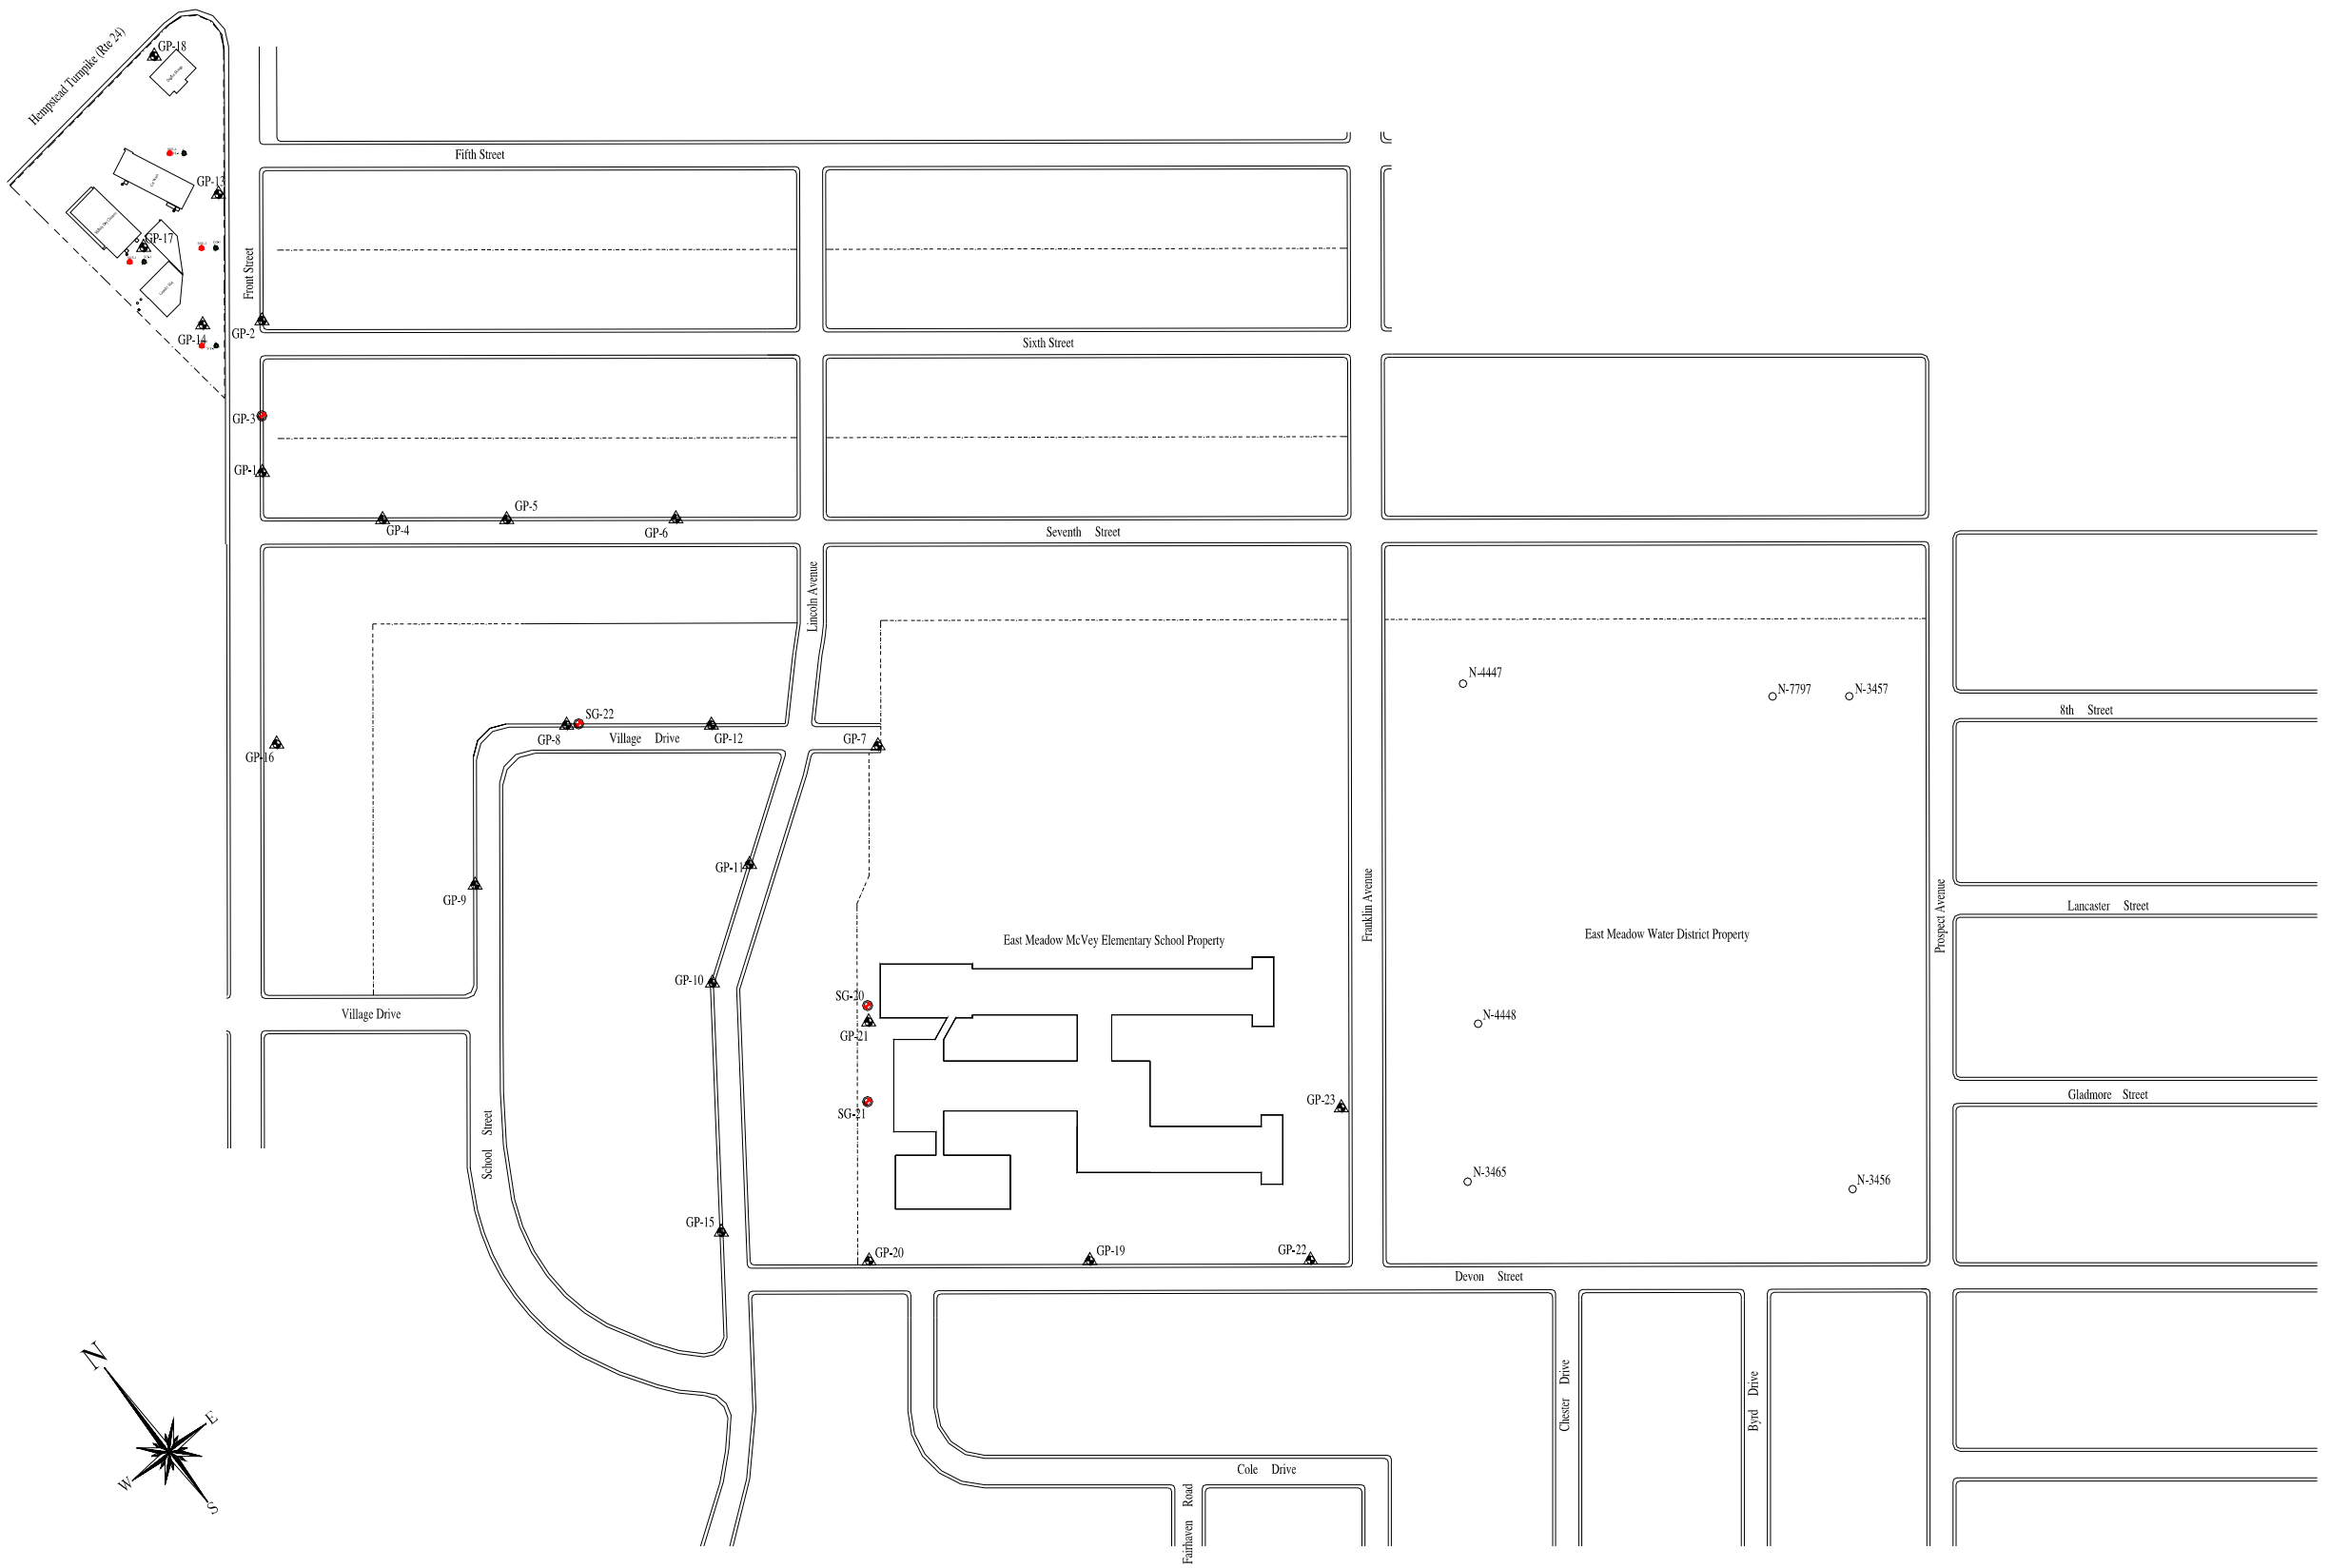 Hempstead Turnpike (Rte 24)
GP-18
Fifth Street
GP-13
GP-17
Front Street
GP-14
GP-2
Sixth Street
GP-3
GP-1
GP-4
GP-5
GP-6
Seventh Street
Lincoln Avenue
N-4447
N-7797
N-3457
8th Street
SG-22
GP-8
Village Drive
GP-12
GP-7
GP-16
GP-11
GP-9
Franklin Avenue
Prospect Avenue
Lancaster Street
East Meadow McVey Elementary School Property
East Meadow Water District Property
GP-10
SG-20
GP-21
Village Drive
N-4448
SG-21
GP-23
Gladmore Street
School Street
N-3465
N-3456
GP-15
GP-20
GP-19
GP-22
Devon Street
Chester Drive
Byrd Drive
Cole Drive
Fairhaven Road
N
E
W
S